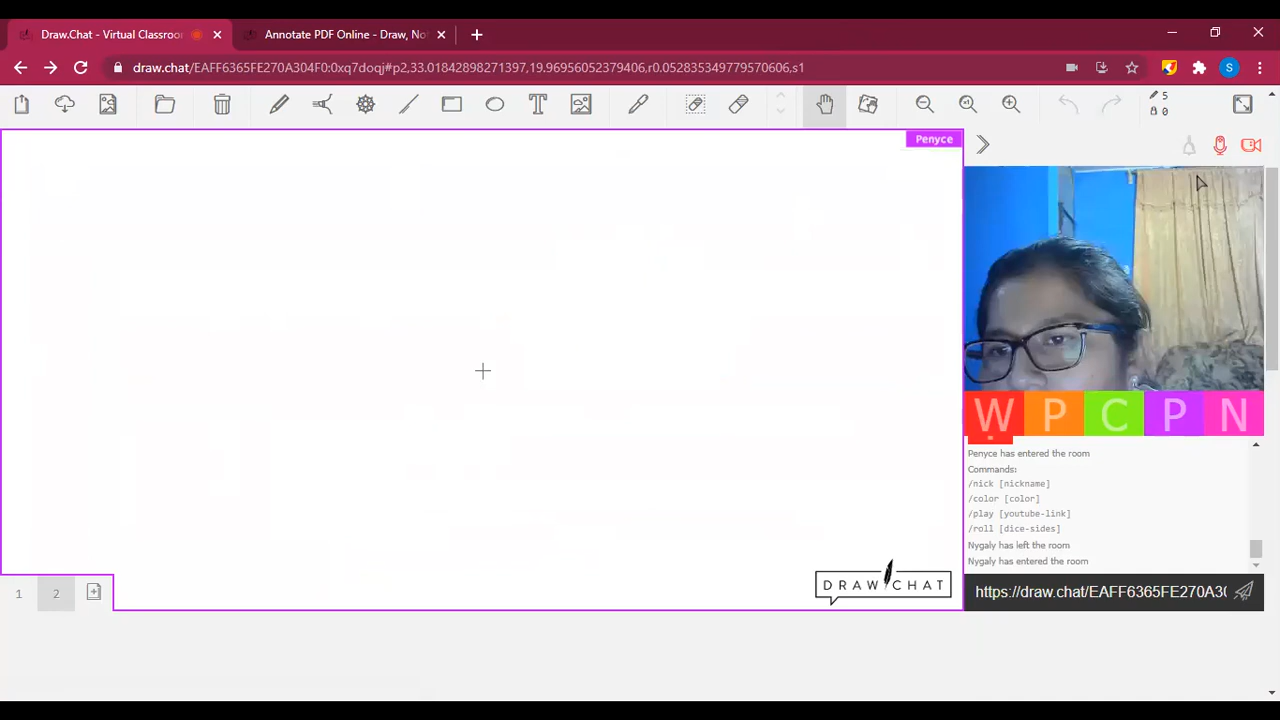 Draw.Chat - Virtual Classroom
Annotate PDF Online - Draw, No
draw.chat/EAFF6365FE270A304F0:0xq7doqj#p2,33.01842898271397,19.96956052379406,r0.052835349779570606,s1
S
5
0
Penyce
W P C P N
Penyce has entered the room
Commands:
/nick [nickname]
/color [color]
/play [youtube-link]
/roll [dice-sides]
Nygaly has left the room
Nygaly has entered the room
DRAW CHAT
1 2
https://draw.chat/EAFF6365FE270A30